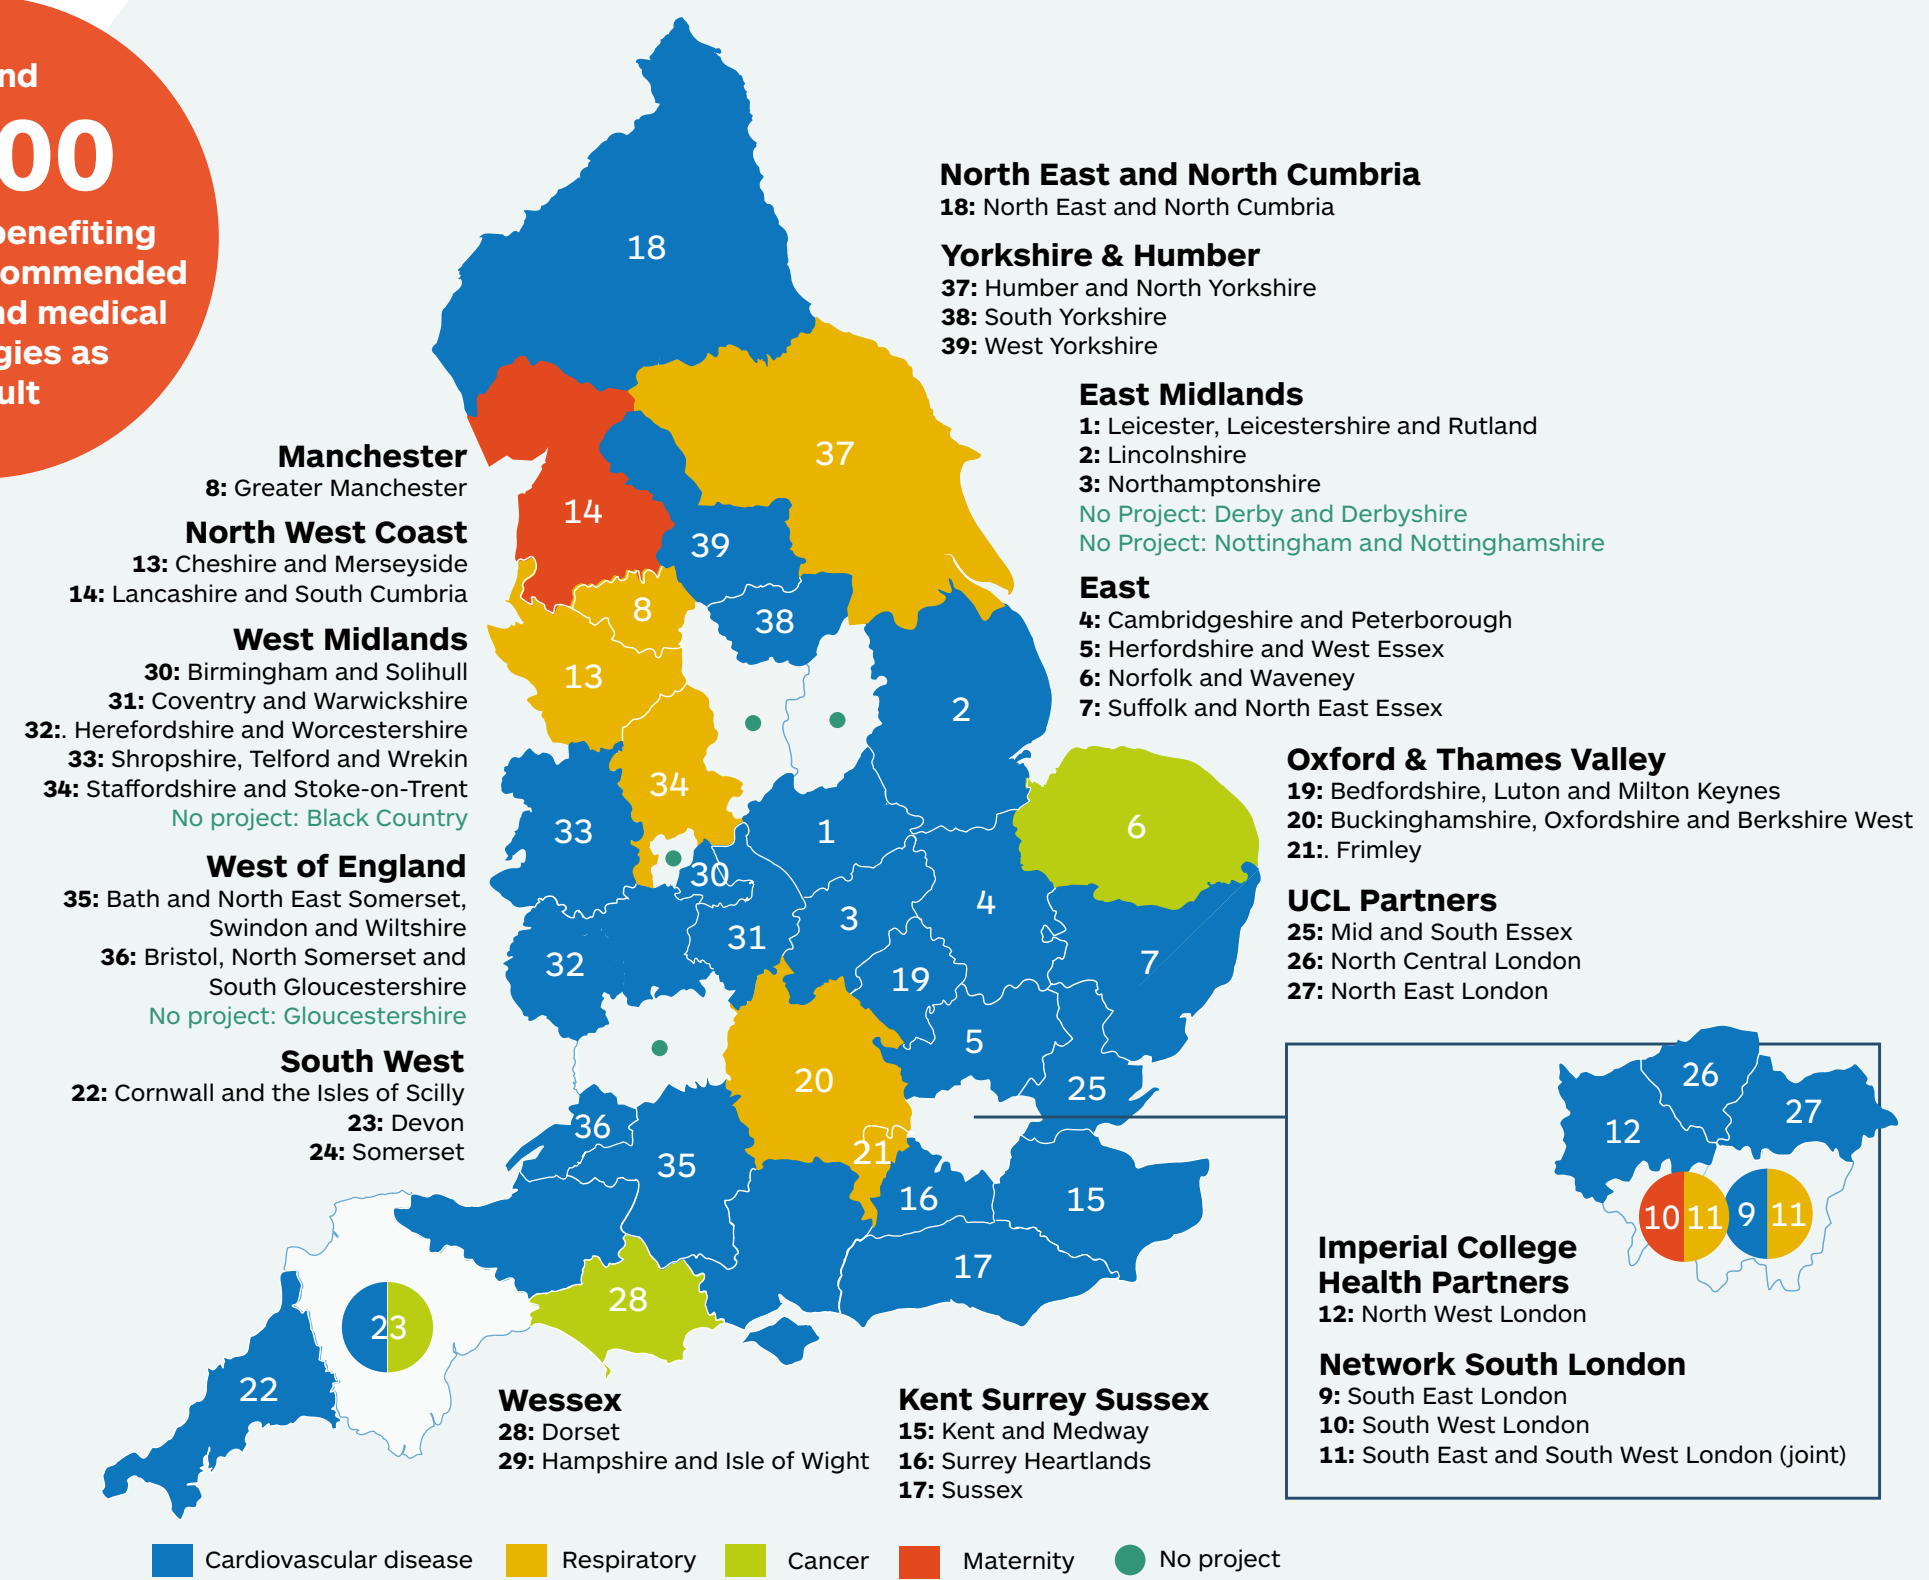 nd
00
benefiting
commended
nd medical
gies as
ult
North East and North Cumbria
18: North East and North Cumbria
Yorkshire & Humber
37: Humber and North Yorkshire
38: South Yorkshire
39: West Yorkshire
East Midlands
1: Leicester, Leicestershire and Rutland
2: Lincolnshire
3: Northamptonshire
No Project: Derby and Derbyshire
No Project: Nottingham and Nottinghamshire
East
4: Cambridgeshire and Peterborough
5: Herfordshire and West Essex
6: Norfolk and Waveney
7: Suffolk and North East Essex
Oxford & Thames Valley
19: Bedfordshire, Luton and Milton Keynes
20: Buckinghamshire, Oxfordshire and Berkshire West
21:. Frimley
UCL Partners
25: Mid and South Essex
26: North Central London
27: North East London
Manchester
8: Greater Manchester
North West Coast
13: Cheshire and Merseyside
14: Lancashire and South Cumbria
West Midlands
30: Birmingham and Solihull
31: Coventry and Warwickshire
32:. Herefordshire and Worcestershire
33: Shropshire, Telford and Wrekin
34: Staffordshire and Stoke-on-Trent
No project: Black Country
West of England
35: Bath and North East Somerset,
Swindon and Wiltshire
36: Bristol, North Somerset and
South Gloucestershire
No project: Gloucestershire
South West
22: Cornwall and the Isles of Scilly
23: Devon
24: Somerset
18
37
14
39
8
38
13
2
34
33
1
6
30
4
3
31
32
7
19
5
20
25
36
21
35
16
15
17
28
23
22
26
27
12
10
11
9
11
Imperial College
Health Partners
12: North West London
Network South London
9: South East London
10: South West London
11: South East and South West London (joint)
Wessex
28: Dorset
29: Hampshire and Isle of Wight
Kent Surrey Sussex
15: Kent and Medway
16: Surrey Heartlands
17: Sussex
Cardiovascular disease
Respiratory
Cancer
Maternity
No project